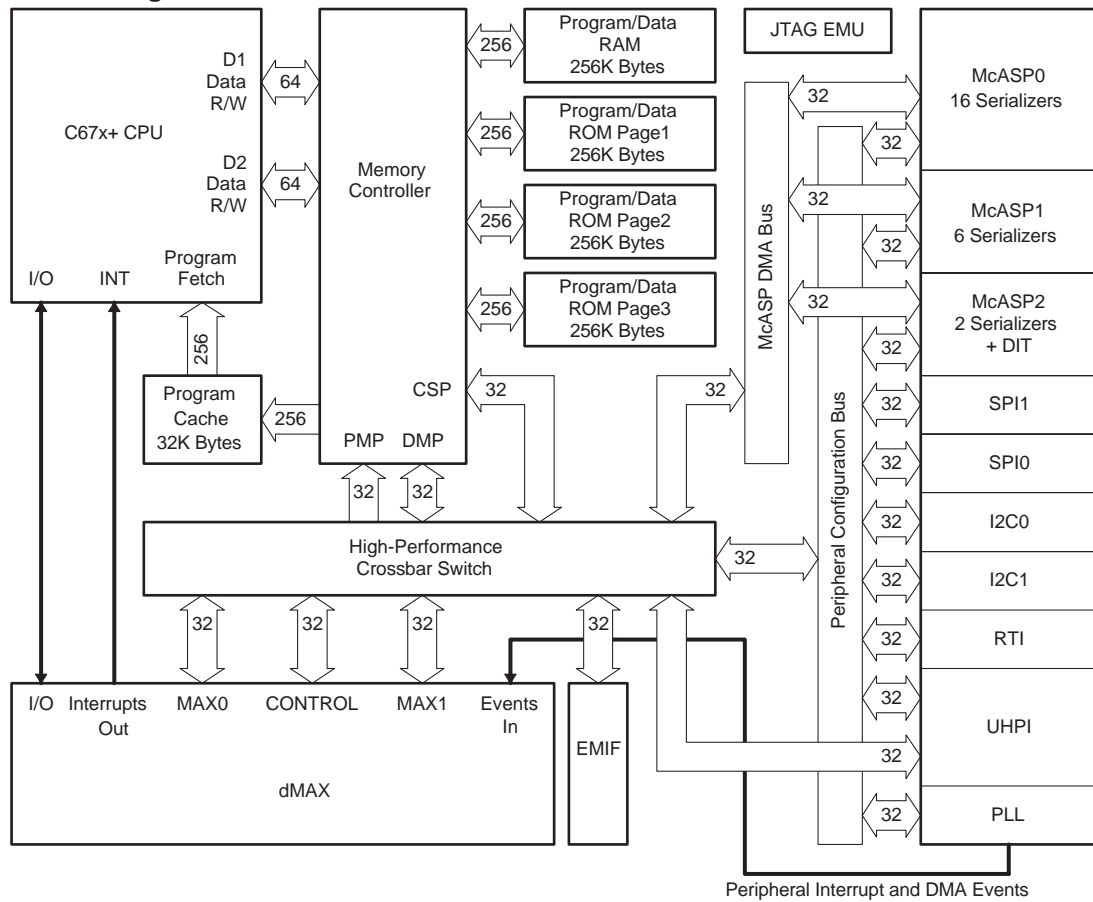 D1
Data
R/W
C67x+ CPU
D2
Data
R/W
Program
Fetch
I/O
INT
64
64
Memory
Controller
CSP
PMP
DMP
256
Program/Data
RAM
256K Bytes
256
Program/Data
ROM Page1
256K Bytes
256
Program/Data
ROM Page2
256K Bytes
256
Program/Data
ROM Page3
256K Bytes
JTAG EMU
256
Program
Cache
32K Bytes
256
32
32
32
32
High-Performance
Crossbar Switch
32
McASP DMA Bus
Peripheral Configuration Bus
32
McASP0
16 Serializers
32
32
McASP1
6 Serializers
32
32
McASP2
2 Serializers
+ DIT
32
32
SPI1
32
SPI0
32
I2C0
32
I2C1
32
RTI
32
UHPI
32
32
PLL
32
32
32
32
I/O
Interrupts
Out
MAX0
CONTROL
MAX1
Events
In
dMAX
EMIF
Peripheral Interrupt and DMA Events